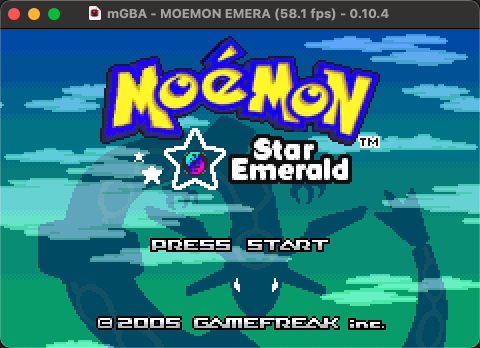 mGBA - MOEMON EMERA (58.1 fps) - 0.10.4
MoéMoN
TM
Star
Emerald
PRESS START
©2005 GAMEFREAK inc.